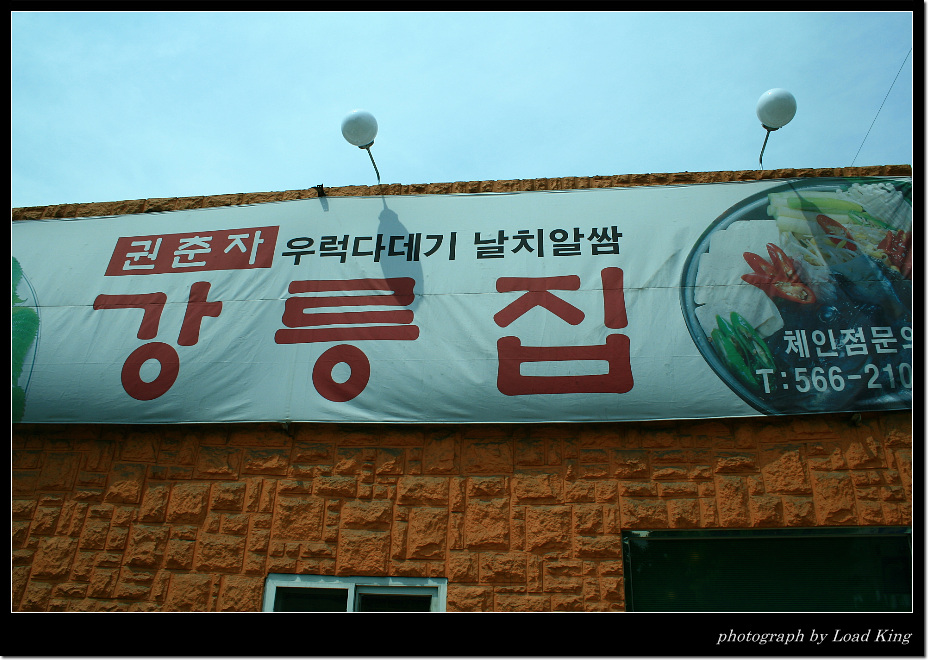 권춘자 우럭다데기 날치알쌈
강릉집
체인점문의
T:566-210
photograph by Load King